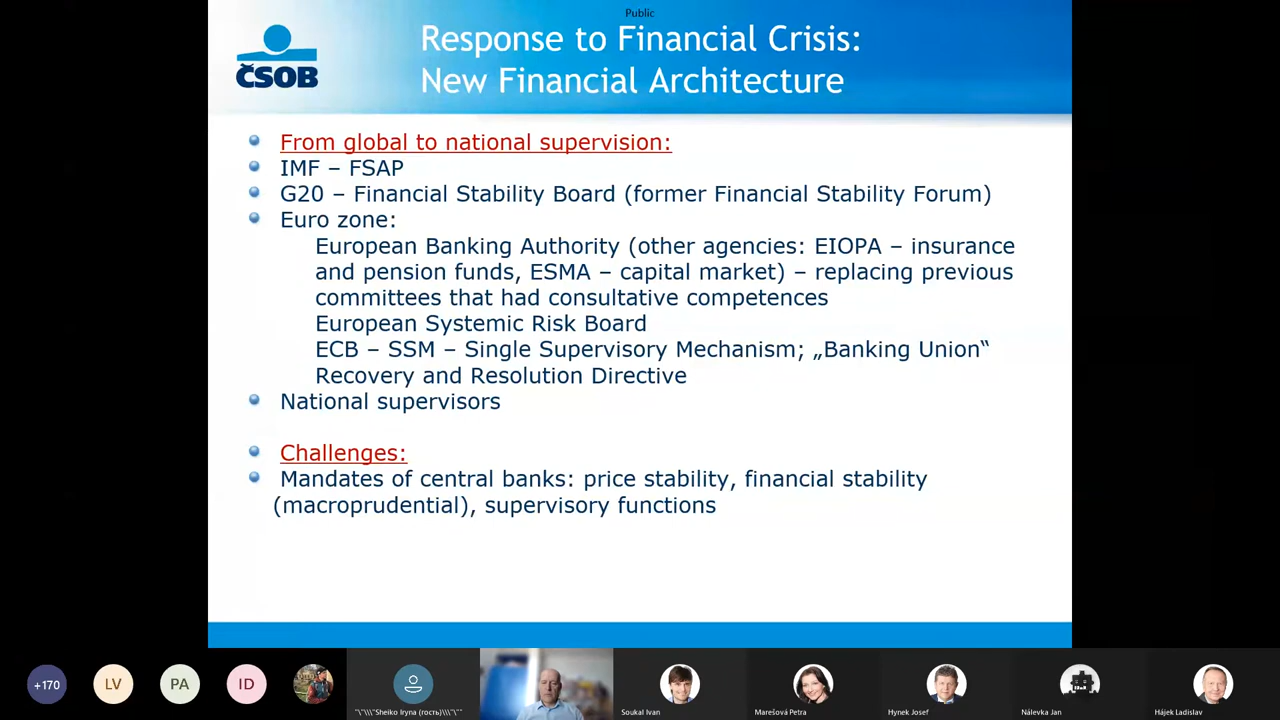 Public
Response to Financial Crisis:
New Financial Architecture
ČSOB
From global to national supervision:
IMF – FSAP
G20 – Financial Stability Board (former Financial Stability Forum)
Euro zone:
European Banking Authority (other agencies: EIOPA – insurance
and pension funds, ESMA – capital market) – replacing previous
committees that had consultative competences
European Systemic Risk Board
ECB – SSM – Single Supervisory Mechanism; „Banking Union“
Recovery and Resolution Directive
National supervisors
Challenges:
Mandates of central banks: price stability, financial stability
(macroprudential), supervisory functions
+170
LV
PA
ID
"\"\\\"Sheiko Iryna (гость)\\\"\""
Soukal Ivan
Marešová Petra
Hynek Josef
Nálevka Jan
Hájek Ladislav